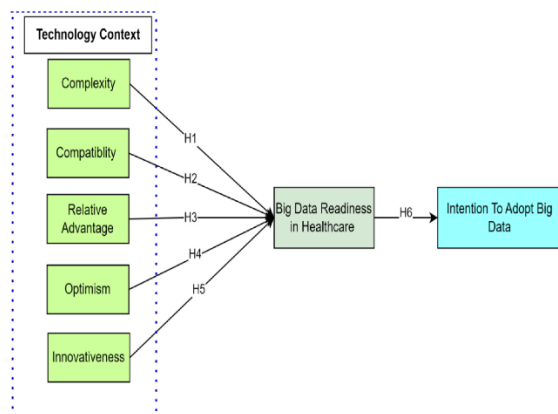 Technology Context
Complexity
H1
Compatiblity
H2
Relative
Advantage
H3
Big Data Readiness
in Healthcare
H6
Intention To Adopt Big
Data
H4
Optimism
H5
Innovativeness